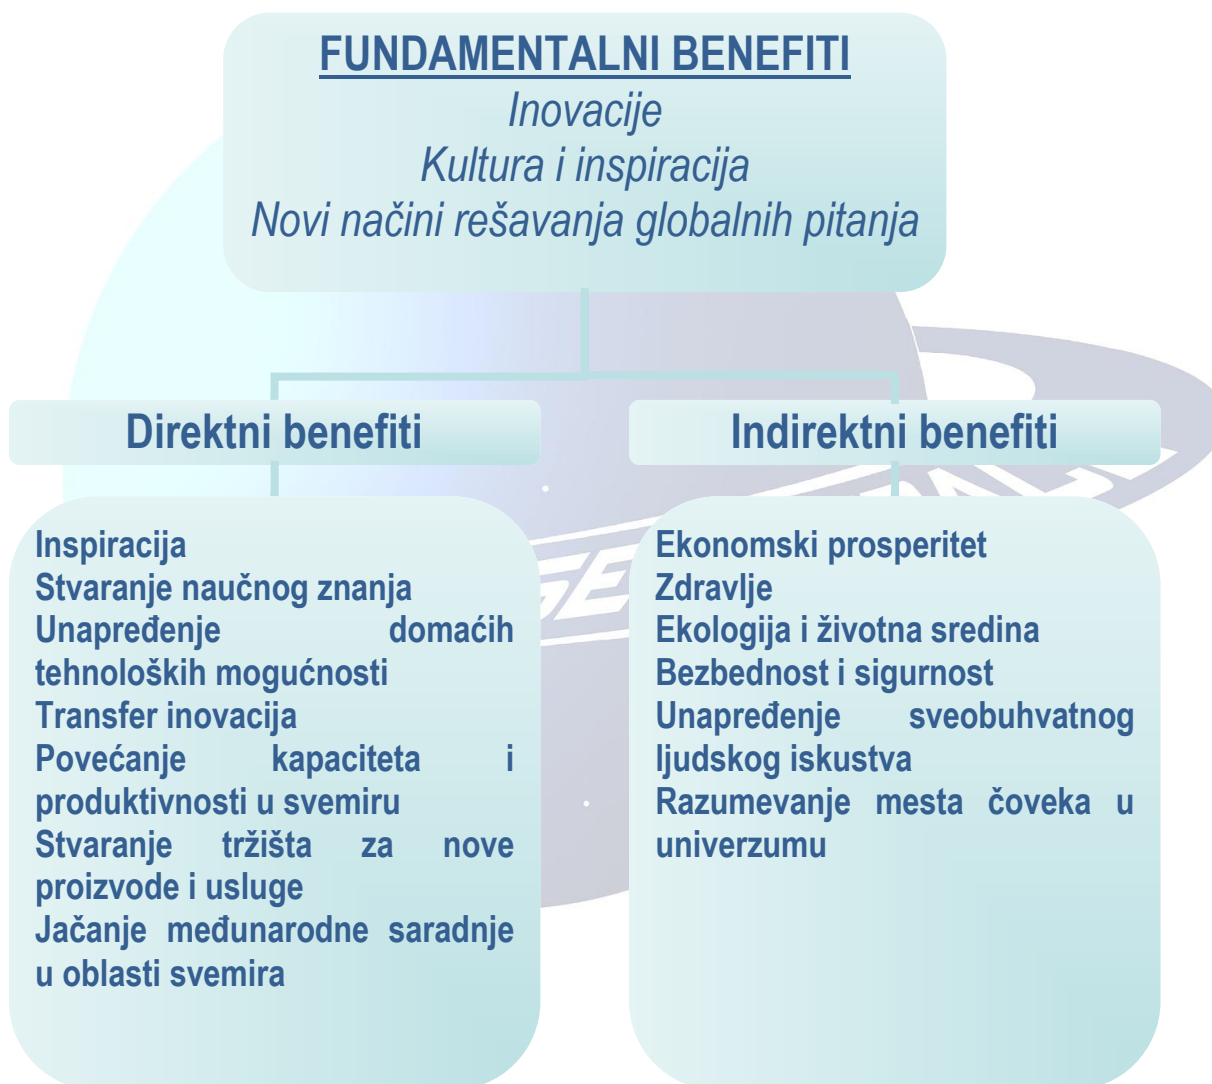 FUNDAMENTALNI BENEFITI
Inovacije
Kultura i inspiracija
Novi načini rešavanja globalnih pitanja
Direktni benefiti
Inspiracija
Stvaranje naučnog znanja
Unapređenje domaćih
tehnoloških mogućnosti
Transfer inovacija
Povećanje kapaciteta i
produktivnosti u svemiru
Stvaranje tržišta za nove
proizvode i usluge
Jačanje međunarodne saradnje
u oblasti svemira
Indirektni benefiti
Ekonomski prosperitet
Zdravlje
Ekologija i životna sredina
Bezbednost i sigurnost
Unapređenje sveobuhvatnog
ljudskog iskustva
Razumevanje mesta čoveka u
univerzumu